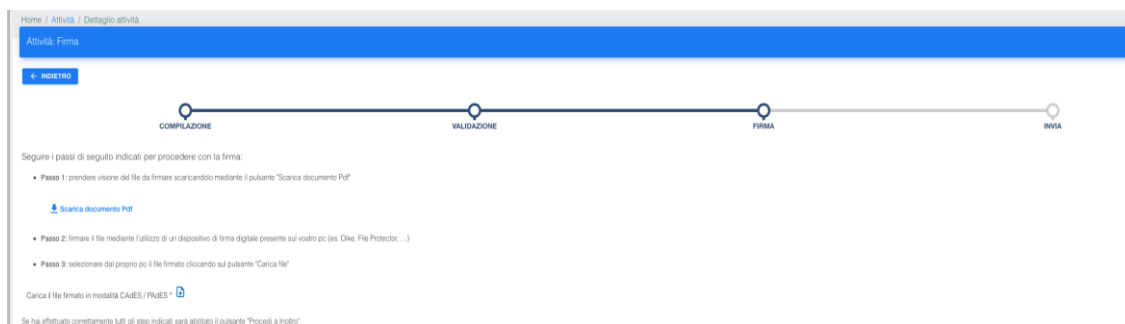 Home / Attività / Dettaglio attività
Attività: Firma
← INDIETRO
COMPILAZIONE VALIDAZIONE FIRMA INVIA
Seguire i passi di seguito indicati per procedere con la firma:
• Passo 1: prendere visione del file da firmare scaricandolo mediante il pulsante "Scarica documento Pdf"
Scarica documento Pdf
• Passo 2: firmare il file mediante l'utilizzo di un dispositivo di firma digitale presente sul vostro pc (es. Dike, File Protector, ...)
• Passo 3: selezionare dal proprio pc il file firmato cliccando sul pulsante "Carica file"
Carica il file firmato in modalità CAdES / PAdES *
Se hai effettuato correttamente tutti gli step indicati sarà abilitato il pulsante "Procedi a Inoltro".